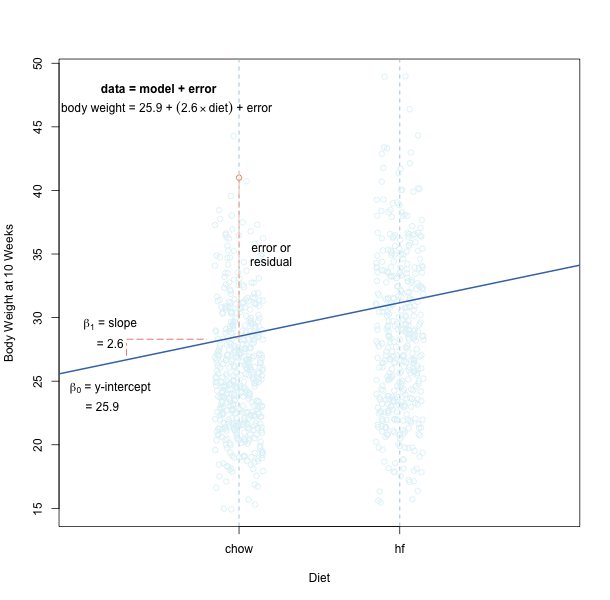 data = model + error
body weight = 25.9 + (2.6 × diet) + error
50
45
40
35
30
25
20
15
error or
residual
β1 = slope
= 2.6
β0 = y-intercept
= 25.9
Body Weight at 10 Weeks
chow
hf
Diet